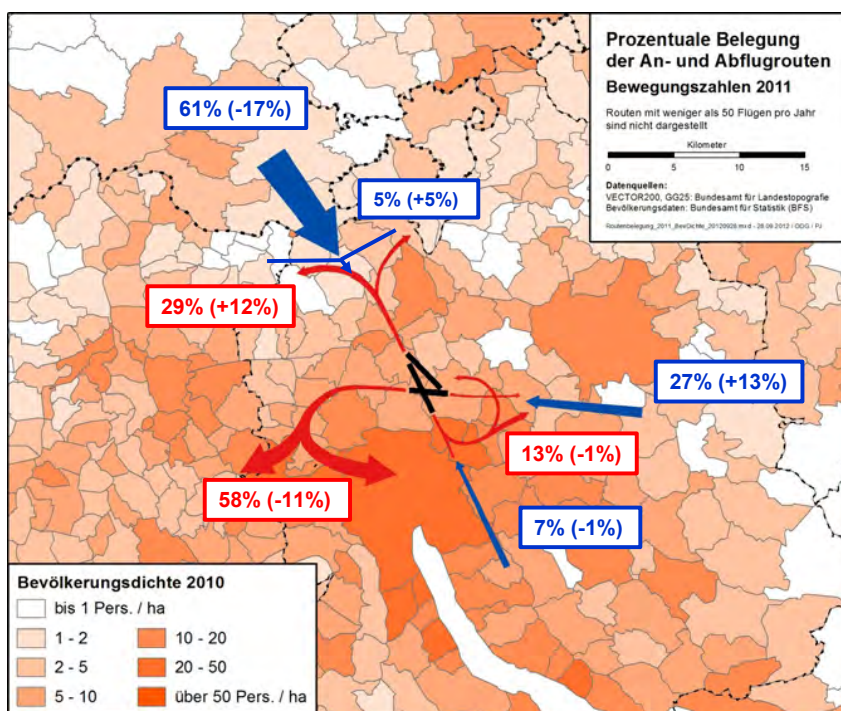 Prozentuale Belegung
der An- und Abflugrouten
Bewegungszahlen 2011
Routen mit weniger als 50 Flügen pro Jahr
sind nicht dargestellt
Kilometer
0 5 10 15
Datenquellen:
VECTOR200, GG25: Bundesamt für Landestopografie
Bevölkerungsdaten: Bundesamt für Statistik (BFS)
61% (-17%)
5% (+5%)
29% (+12%)
27% (+13%)
13% (-1%)
58% (-11%)
7% (-1%)
Bevölkerungsdichte 2010
bis 1 Pers. / ha
1 - 2
2 - 5
5 - 10
10 - 20
20 - 50
über 50 Pers. / ha